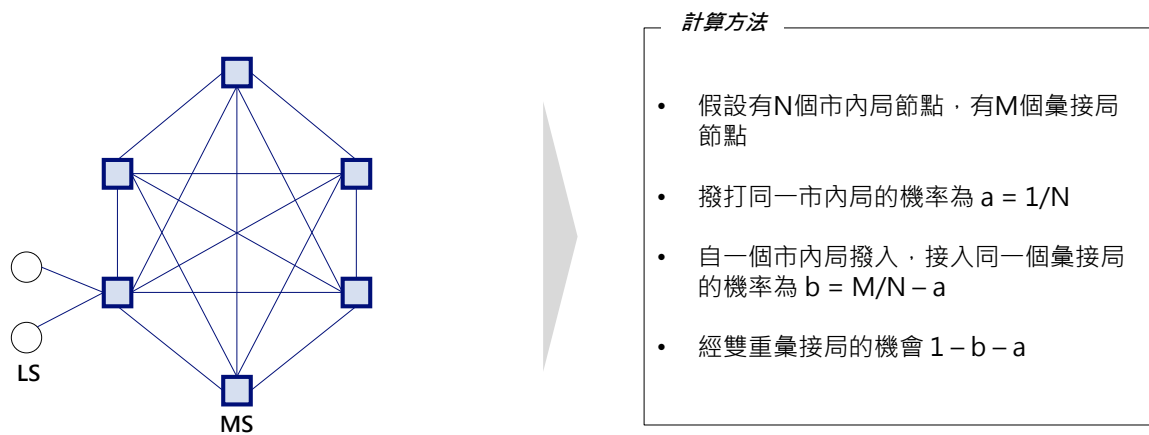 計算方法
• 假設有N個市內局節點，有M個彙接局
節點
• 撥打同一市內局的機率為 a = 1/N
• 自一個市內局撥入，接入同一個彙接局
的機率為 b = M/N – a
• 經雙重彙接局的機會 1 – b – a
LS
MS